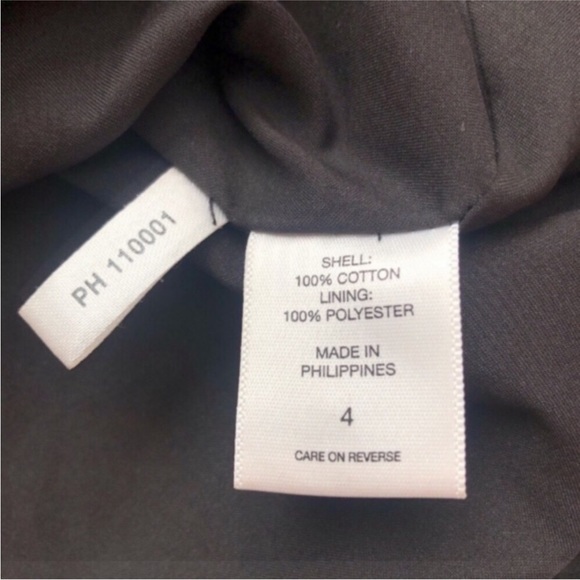 PH 110001
SHELL:
100% COTTON
LINING:
100% POLYESTER
MADE IN
PHILIPPINES
4
CARE ON REVERSE